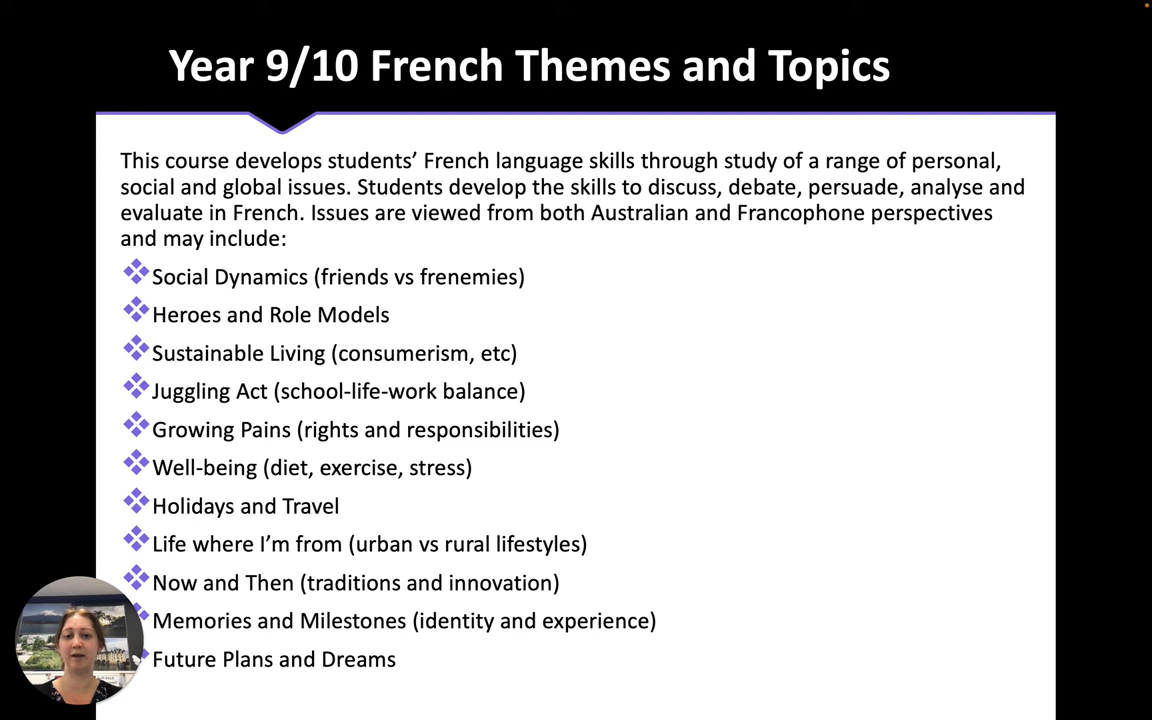 Year 9/10 French Themes and Topics
This course develops students’ French language skills through study of a range of personal,
social and global issues. Students develop the skills to discuss, debate, persuade, analyse and
evaluate in French. Issues are viewed from both Australian and Francophone perspectives
and may include:
Social Dynamics (friends vs frenemies)
Heroes and Role Models
Sustainable Living (consumerism, etc)
Juggling Act (school-life-work balance)
Growing Pains (rights and responsibilities)
Well-being (diet, exercise, stress)
Holidays and Travel
Life where I’m from (urban vs rural lifestyles)
Now and Then (traditions and innovation)
Memories and Milestones (identity and experience)
Future Plans and Dreams